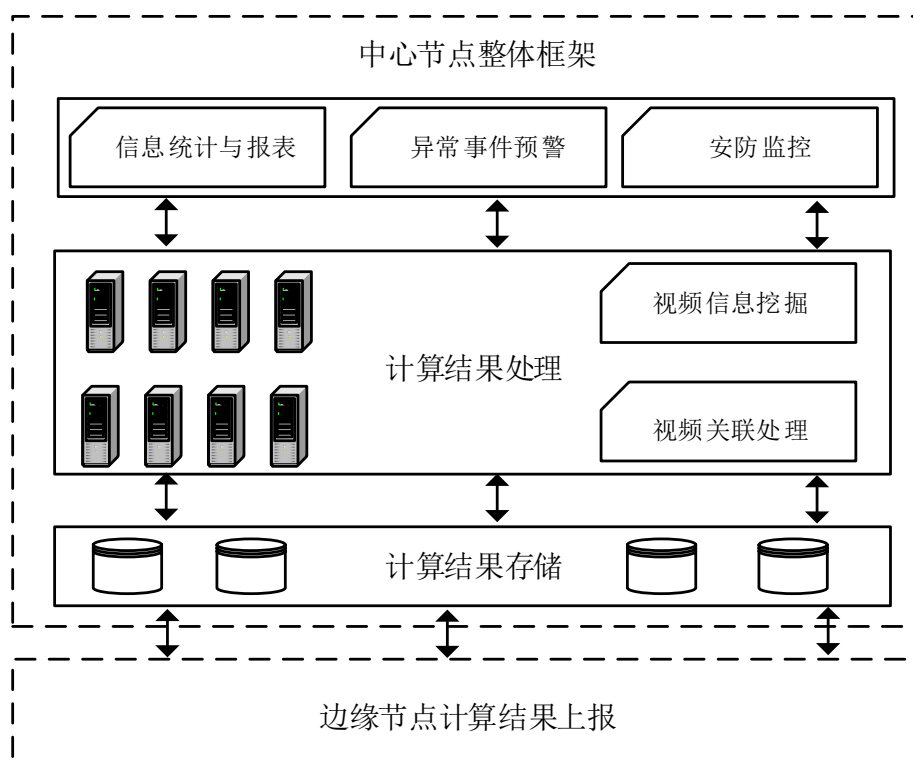 中心节点整体框架
信息统计与报表
异常事件预警
安防监控
视频信息挖掘
计算结果处理
视频关联处理
计算结果存储
边缘节点计算结果上报